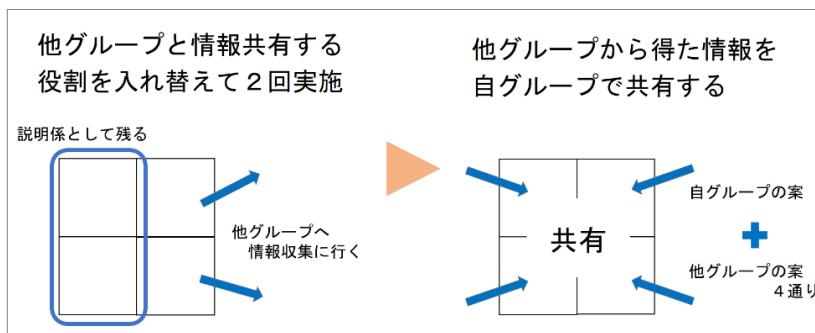 他グループと情報共有する
役割を入れ替えて２回実施
説明係として残る
他グループへ
情報収集に行く
他グループから得た情報を
自グループで共有する
共有
自グループの案
他グループの案
４通り